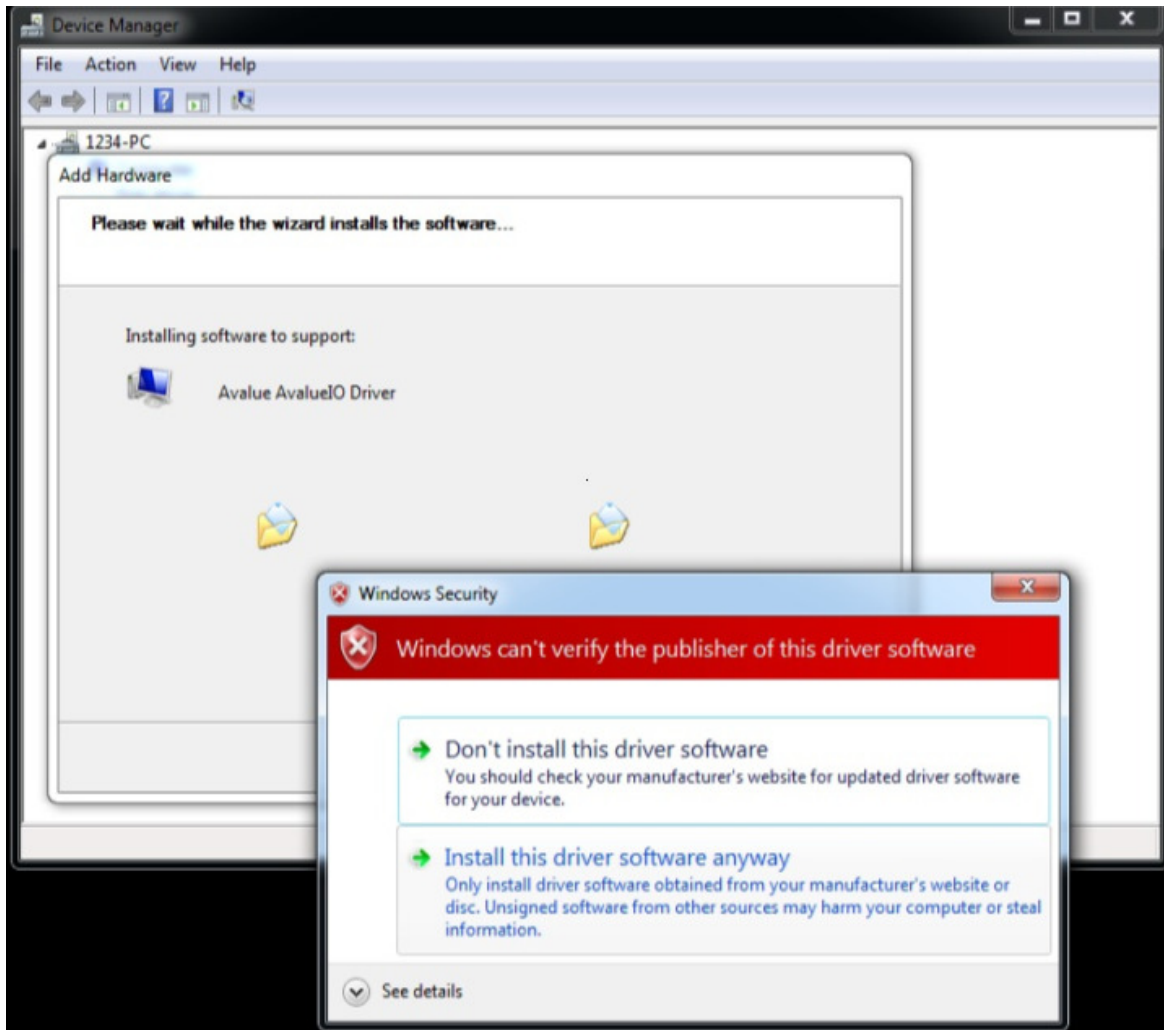 Device Manager
File Action View Help
1234-PC
Add Hardware
Please wait while the wizard installs the software...
Installing software to support:
Avalue AvalueIO Driver
Windows Security
Windows can't verify the publisher of this driver software
Don't install this driver software
You should check your manufacturer's website for updated driver software
for your device.
Install this driver software anyway
Only install driver software obtained from your manufacturer's website or
disc. Unsigned software from other sources may harm your computer or steal
information.
See details